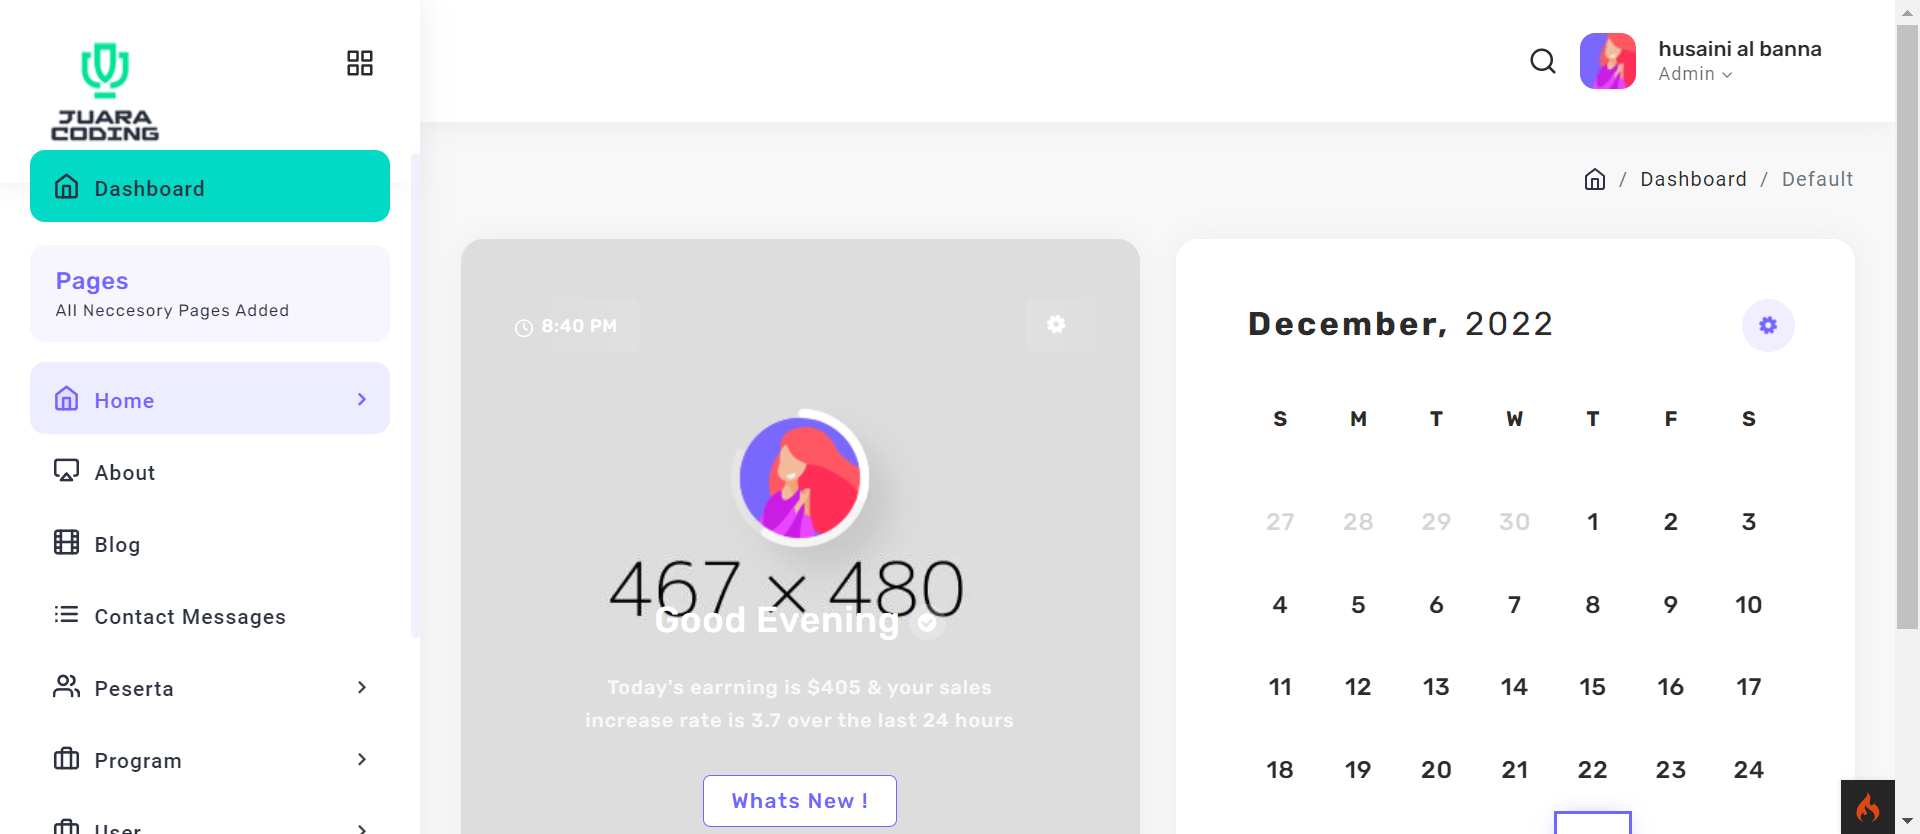 JUARA
CODING
husaini al banna
Admin
Dashboard
Pages
All Neccesory Pages Added
Home
About
Blog
Contact Messages
Peserta
Program
User
/ Dashboard / Default
8:40 PM
467 × 480
Good Evening
Today's earrning is $405 & your sales
increase rate is 3.7 over the last 24 hours
Whats New !
December, 2022
S M T W T F S
27 28 29 30 1 2 3
4 5 6 7 8 9 10
11 12 13 14 15 16 17
18 19 20 21 22 23 24